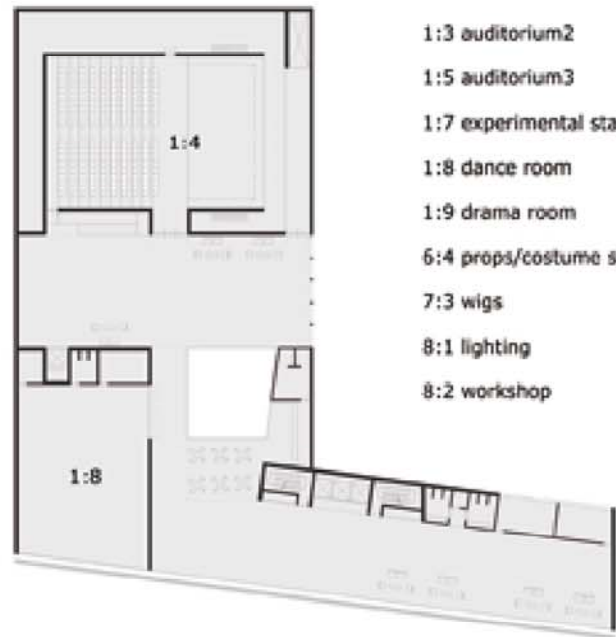 1:4
1:8
1:3 auditorium2
1:5 auditorium3
1:7 experimental
1:8 dance room
1:9 drama room
6:4 props/costume
7:3 wigs
8:1 lighting
8:2 workshop